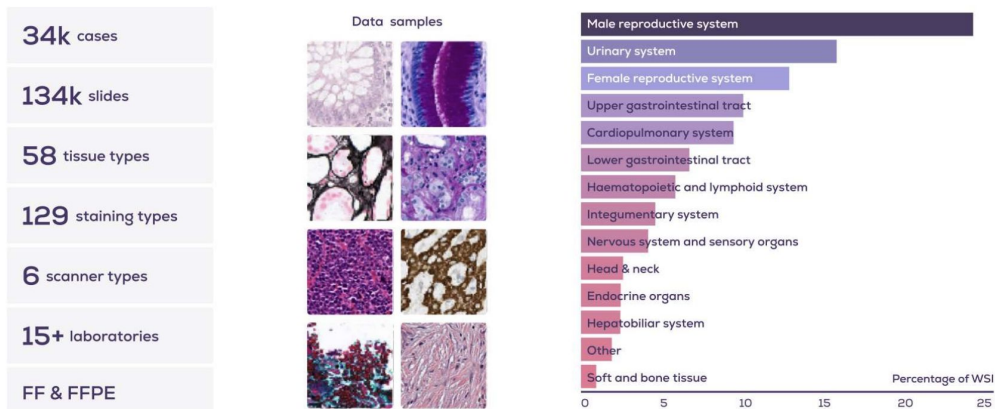 34k cases
134k slides
58 tissue types
129 staining types
6 scanner types
15+ laboratories
FF & FFPE
Data samples
Male reproductive system
Urinary system
Female reproductive system
Upper gastrointestinal tract
Cardiopulmonary system
Lower gastrointestinal tract
Haematopoietic and lymphoid system
Integumentary system
Nervous system and sensory organs
Head & neck
Endocrine organs
Hepatobiliar system
Other
Soft and bone tissue
Percentage of WSI
0 5 10 15 20 25